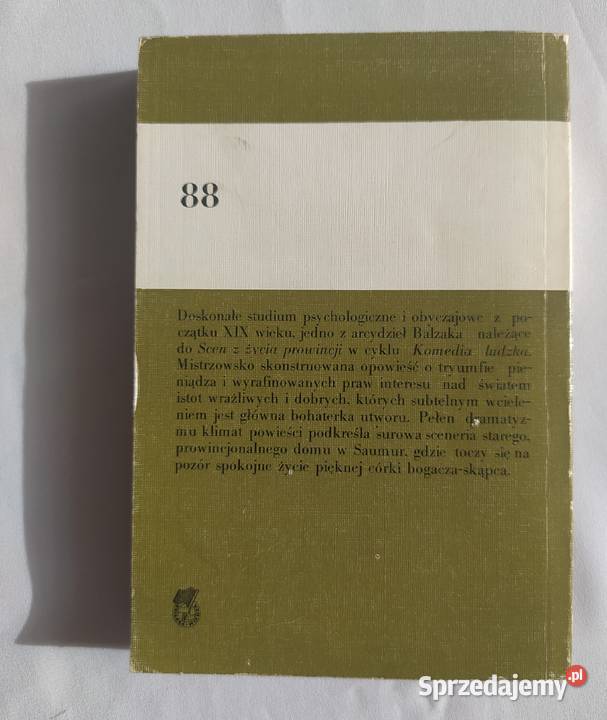 88
Doskonałe studium psychologiczne i obyczajowe z po-
czątku XIX wieku, jedno z arcydzieł Balzaka należące
do Scen z życia prowincji w cyklu Komedia ludzka.
Mistrzowsko skonstruowana opowieść o tryumfie pie-
niądza i wyrafinowanych praw interesu nad światem
istot wrażliwych i dobrych, których subtelnym wciele-
niem jest główna bohaterka utworu. Pełen dramatyz-
mu klimat powieści podkreśla surowa sceneria starego,
prowincjonalnego domu w Saumur, gdzie toczy się na
pozór spokojne życie pięknej córki bogacza-skąpca.
Sprzedajemy.pl